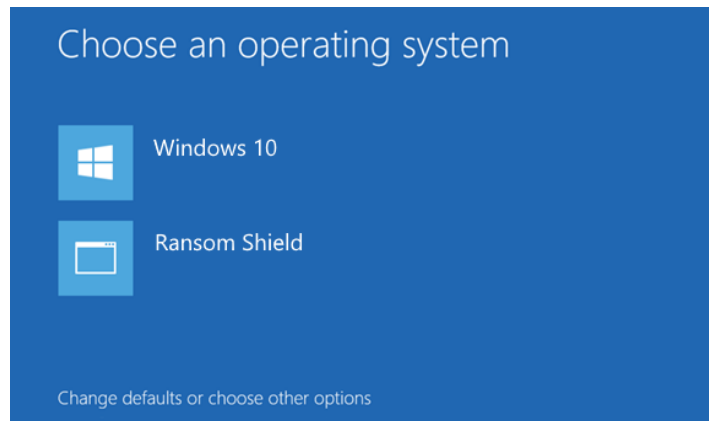 Choose an operating system
Windows 10
Ransom Shield
Change defaults or choose other options